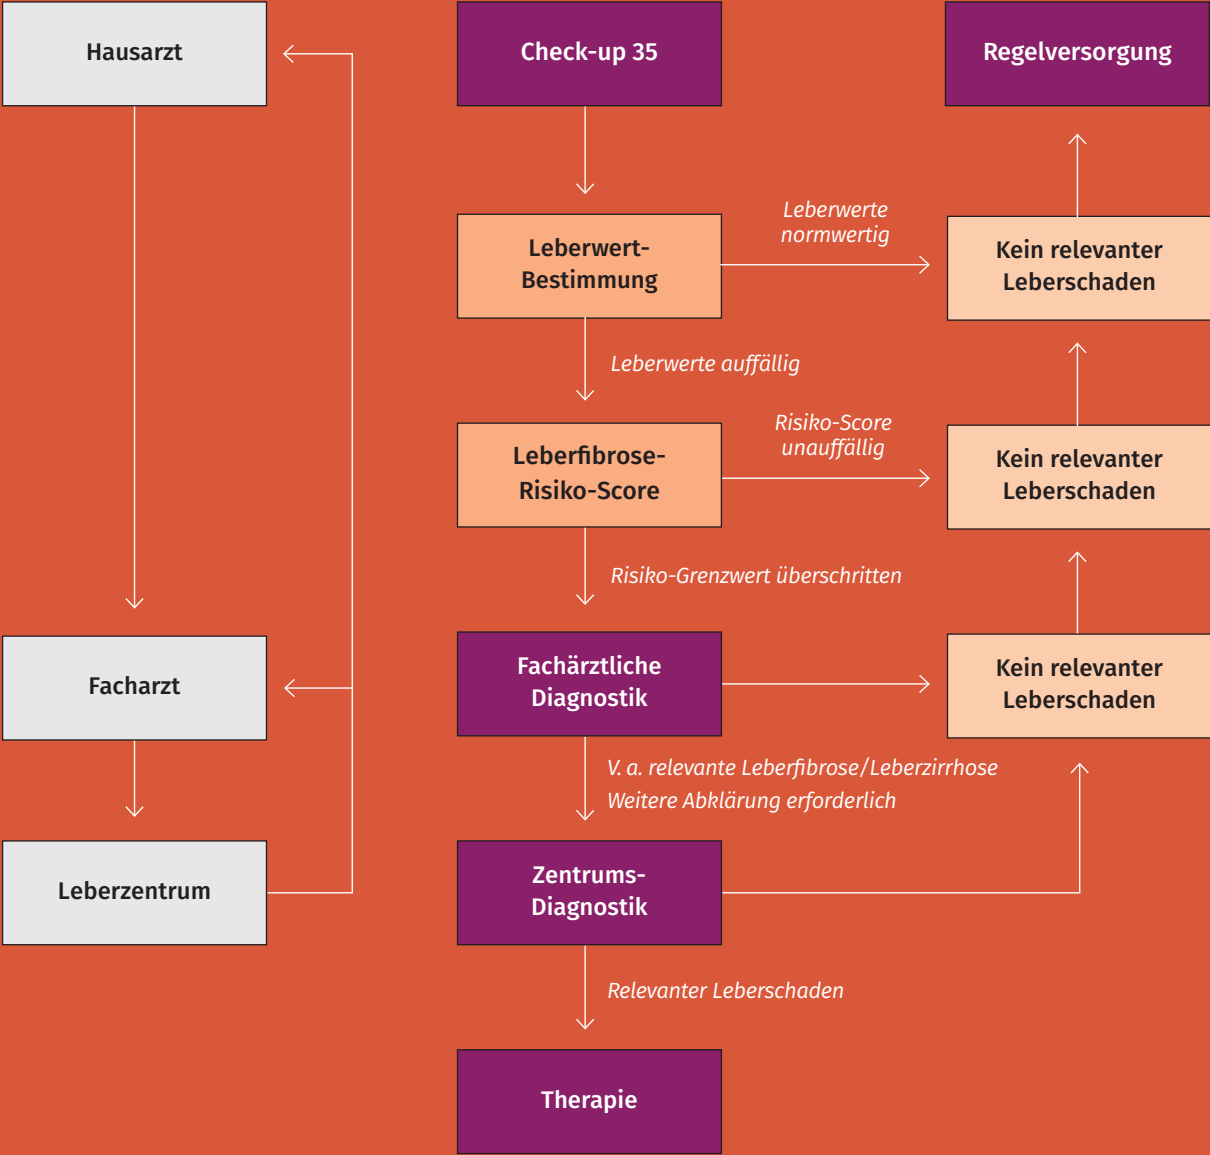 Hausarzt
Check-up 35
Regelversorgung
Leberwerte
normwertig
Leberwert-
Bestimmung
Kein relevanter
Leberschaden
Leberwerte auffällig
Risiko-Score
unauffällig
Leberfibrose-
Risiko-Score
Kein relevanter
Leberschaden
Risiko-Grenzwert überschritten
Facharzt
Fachärztliche
Diagnostik
Kein relevanter
Leberschaden
V. a. relevante Leberfibrose/Leberzirrhose
Weitere Abklärung erforderlich
Leberzentrum
Zentrums-
Diagnostik
Relevanter Leberschaden
Therapie